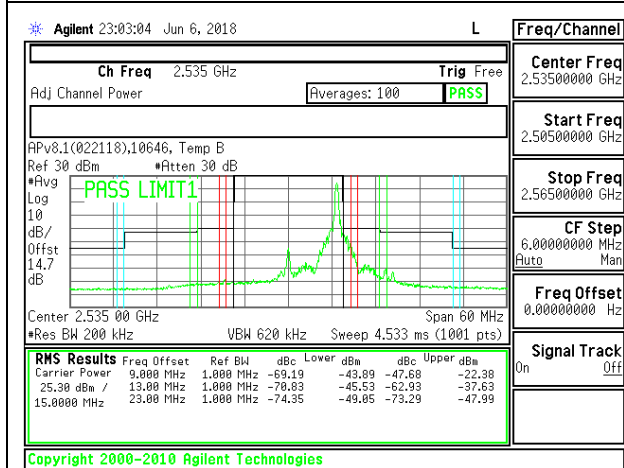 Agilent 23:03:04 Jun 6, 2018 L
Ch Freq 2.535 GHz Trig Free
Adj Channel Power Averages: 100 PASS
APv8.1(022118),10646, Temp B
Ref 30 dBm #Atten 30 dB
#Avg
Log
10
dB/
Offst
14.7
dB
PASS LIMIT1
Center 2.535 00 GHz Span 60 MHz
#Res BW 200 kHz VBW 620 kHz Sweep 4.533 ms (1001 pts)
RMS Results Freq Offset Ref BW dBc Lower dBm dBc Upper dBm
Carrier Power 9.000 MHz 1.000 MHz -69.19 -43.89 -47.68 -22.38
25.30 dBm / 13.00 MHz 1.000 MHz -70.83 -45.53 -62.93 -37.63
15.0000 MHz 23.00 MHz 1.000 MHz -74.35 -49.05 -73.29 -47.99
Copyright 2000-2010 Agilent Technologies
Freq/Channel
Center Freq
2.53500000 GHz
Start Freq
2.50500000 GHz
Stop Freq
2.56500000 GHz
CF Step
6.00000000 MHz
Auto Man
Freq Offset
0.00000000 Hz
Signal Track
On Off